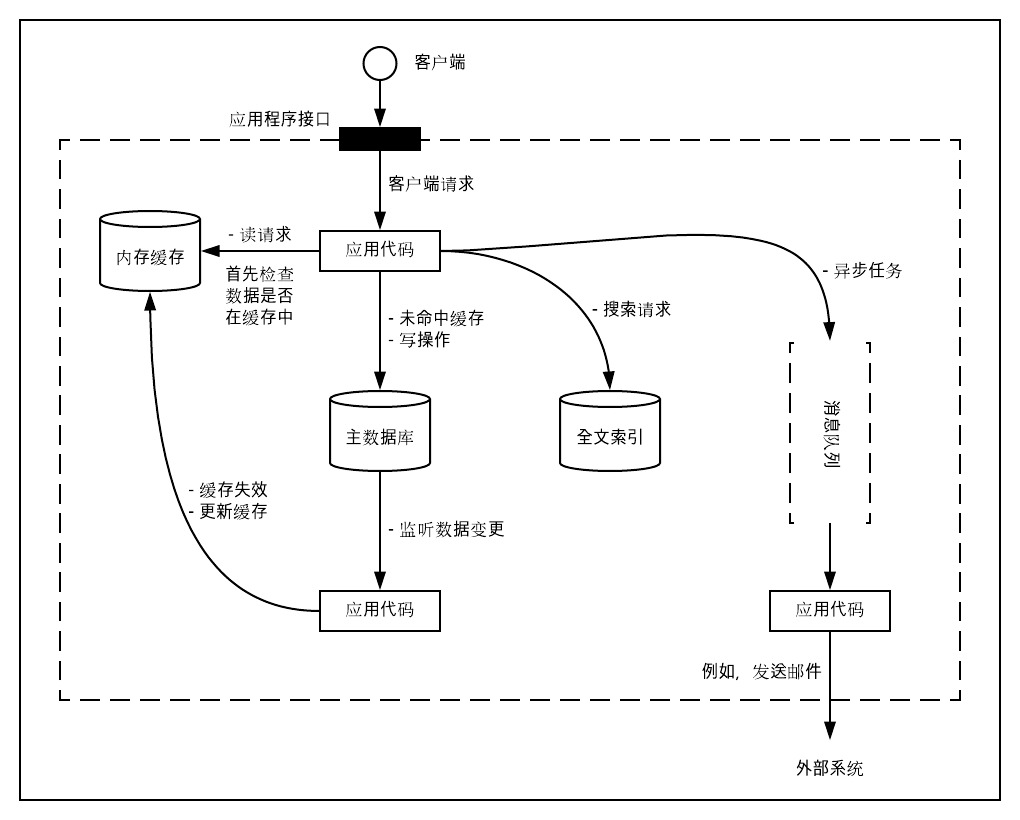 客户端
应用程序接口
客户端请求
- 读请求
应用代码
内存缓存
首先检查
数据是否
在缓存中
- 异步任务
- 搜索请求
- 未命中缓存
- 写操作
主数据库
全文索引
消息队列
- 缓存失效
- 更新缓存
- 监听数据变更
应用代码
应用代码
例如，发送邮件
外部系统